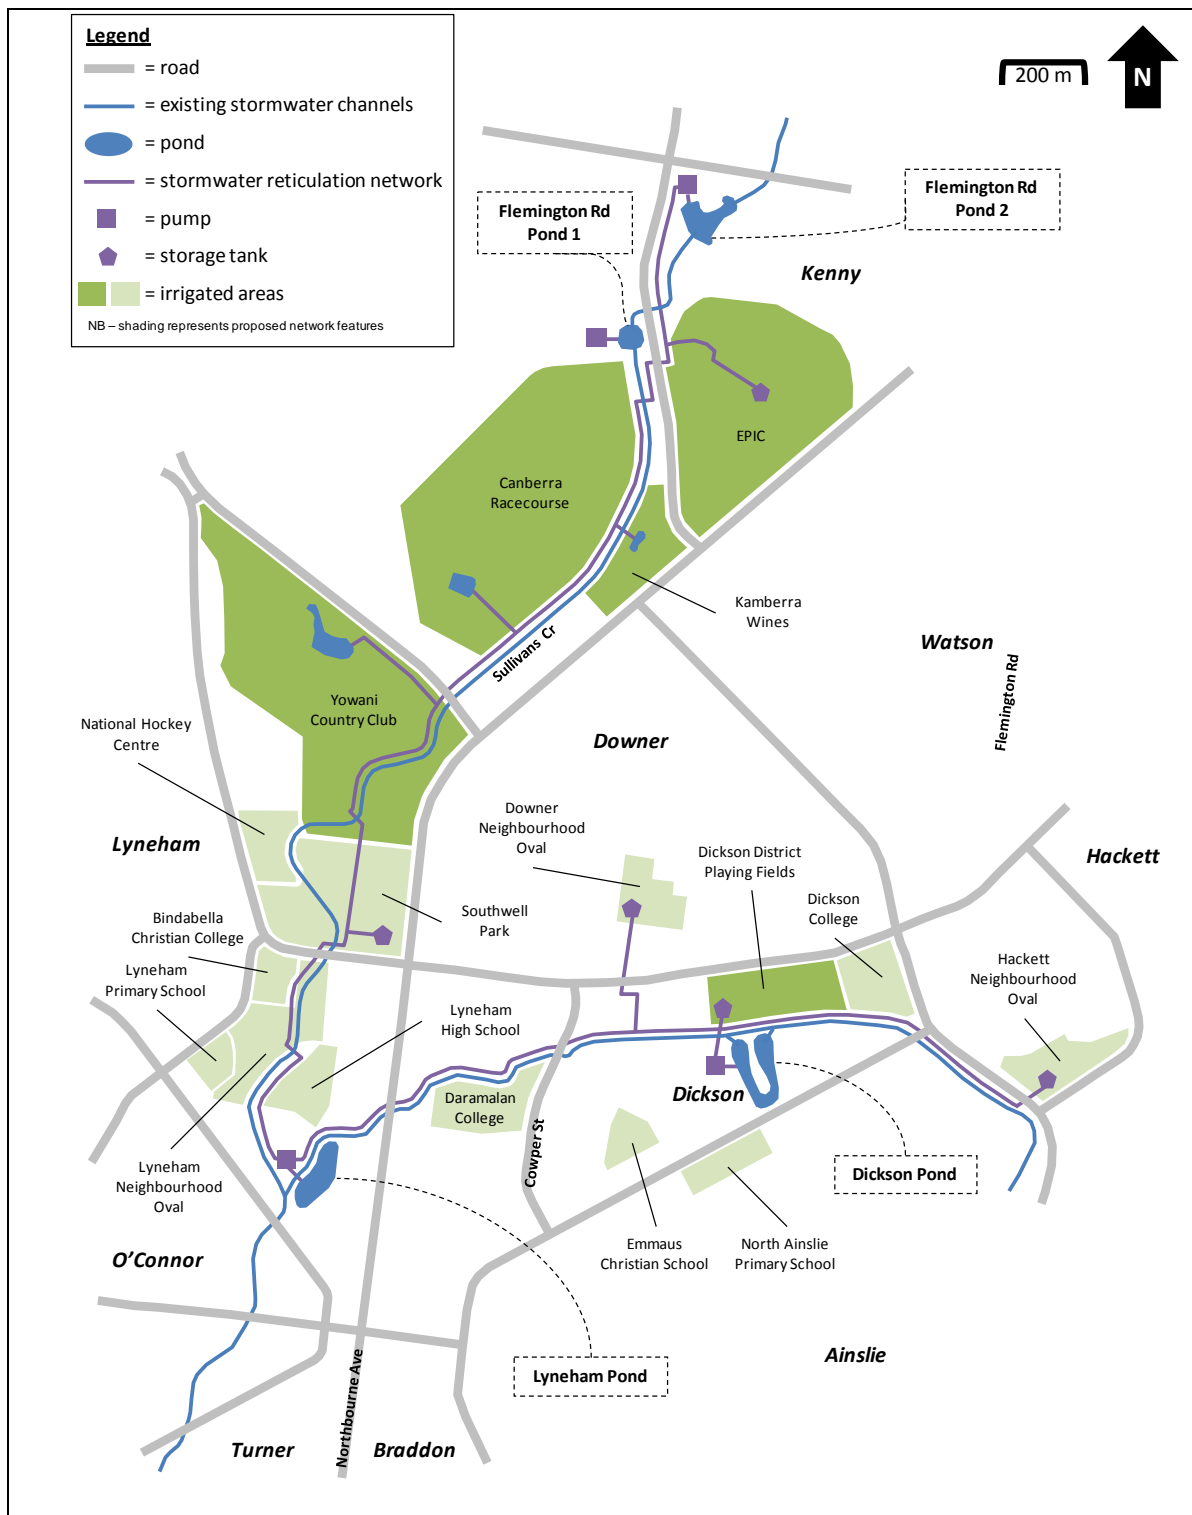 Legend
= road
= existing stormwater channels
= pond
= stormwater reticulation network
= pump
= storage tank
= irrigated areas
NB – shading represents proposed network features
200 m
N
Flemington Rd
Pond 1
Flemington Rd
Pond 2
Kenny
EPIC
Canberra
Racecourse
Kamberra
Wines
Sullivans Cr
Watson
Flemington Rd
Yowani
Country Club
National Hockey
Centre
Downer
Lyneham
Downer
Neighbourhood
Oval
Dickson District
Playing Fields
Dickson
College
Hackett
Hackett
Neighbourhood
Oval
Southwell
Park
Bindabella
Christian College
Lyneham
Primary School
Lyneham
High School
Daramalan
College
Dickson
Cowper St
Lyneham
Neighbourhood
Oval
Dickson Pond
Emmaus
Christian School
North Ainslie
Primary School
O’Connor
Ainslie
Lyneham Pond
Northbourne Ave
Turner
Braddon